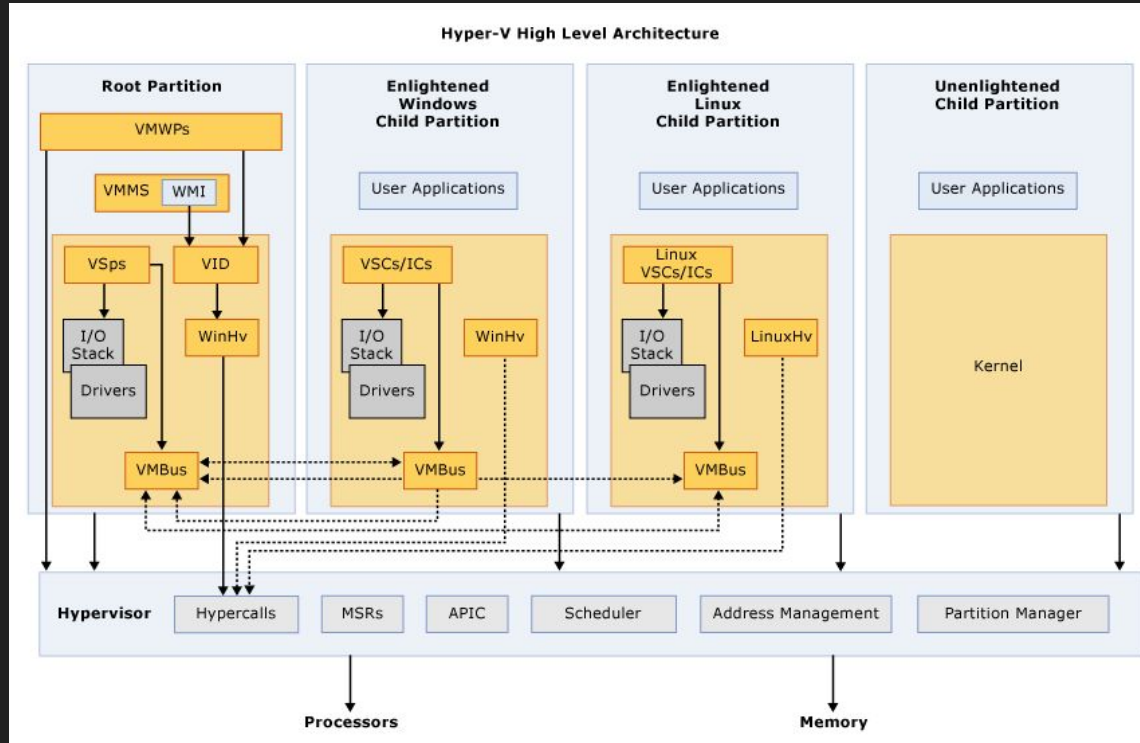 Hyper-V High Level Architecture
Root Partition
VMWPs
VMMS
WMI
VSps
VID
I/O
Stack
Drivers
WinHv
VMBus
Enlightened
Windows
Child Partition
User Applications
VSCs/ICs
I/O
Stack
Drivers
WinHv
VMBus
Enlightened
Linux
Child Partition
User Applications
Linux
VSCs/ICs
I/O
Stack
Drivers
LinuxHv
VMBus
Unenlightened
Child Partition
User Applications
Kernel
Hypervisor
Hypercalls
MSRs
APIC
Scheduler
Address Management
Partition Manager
Processors
Memory